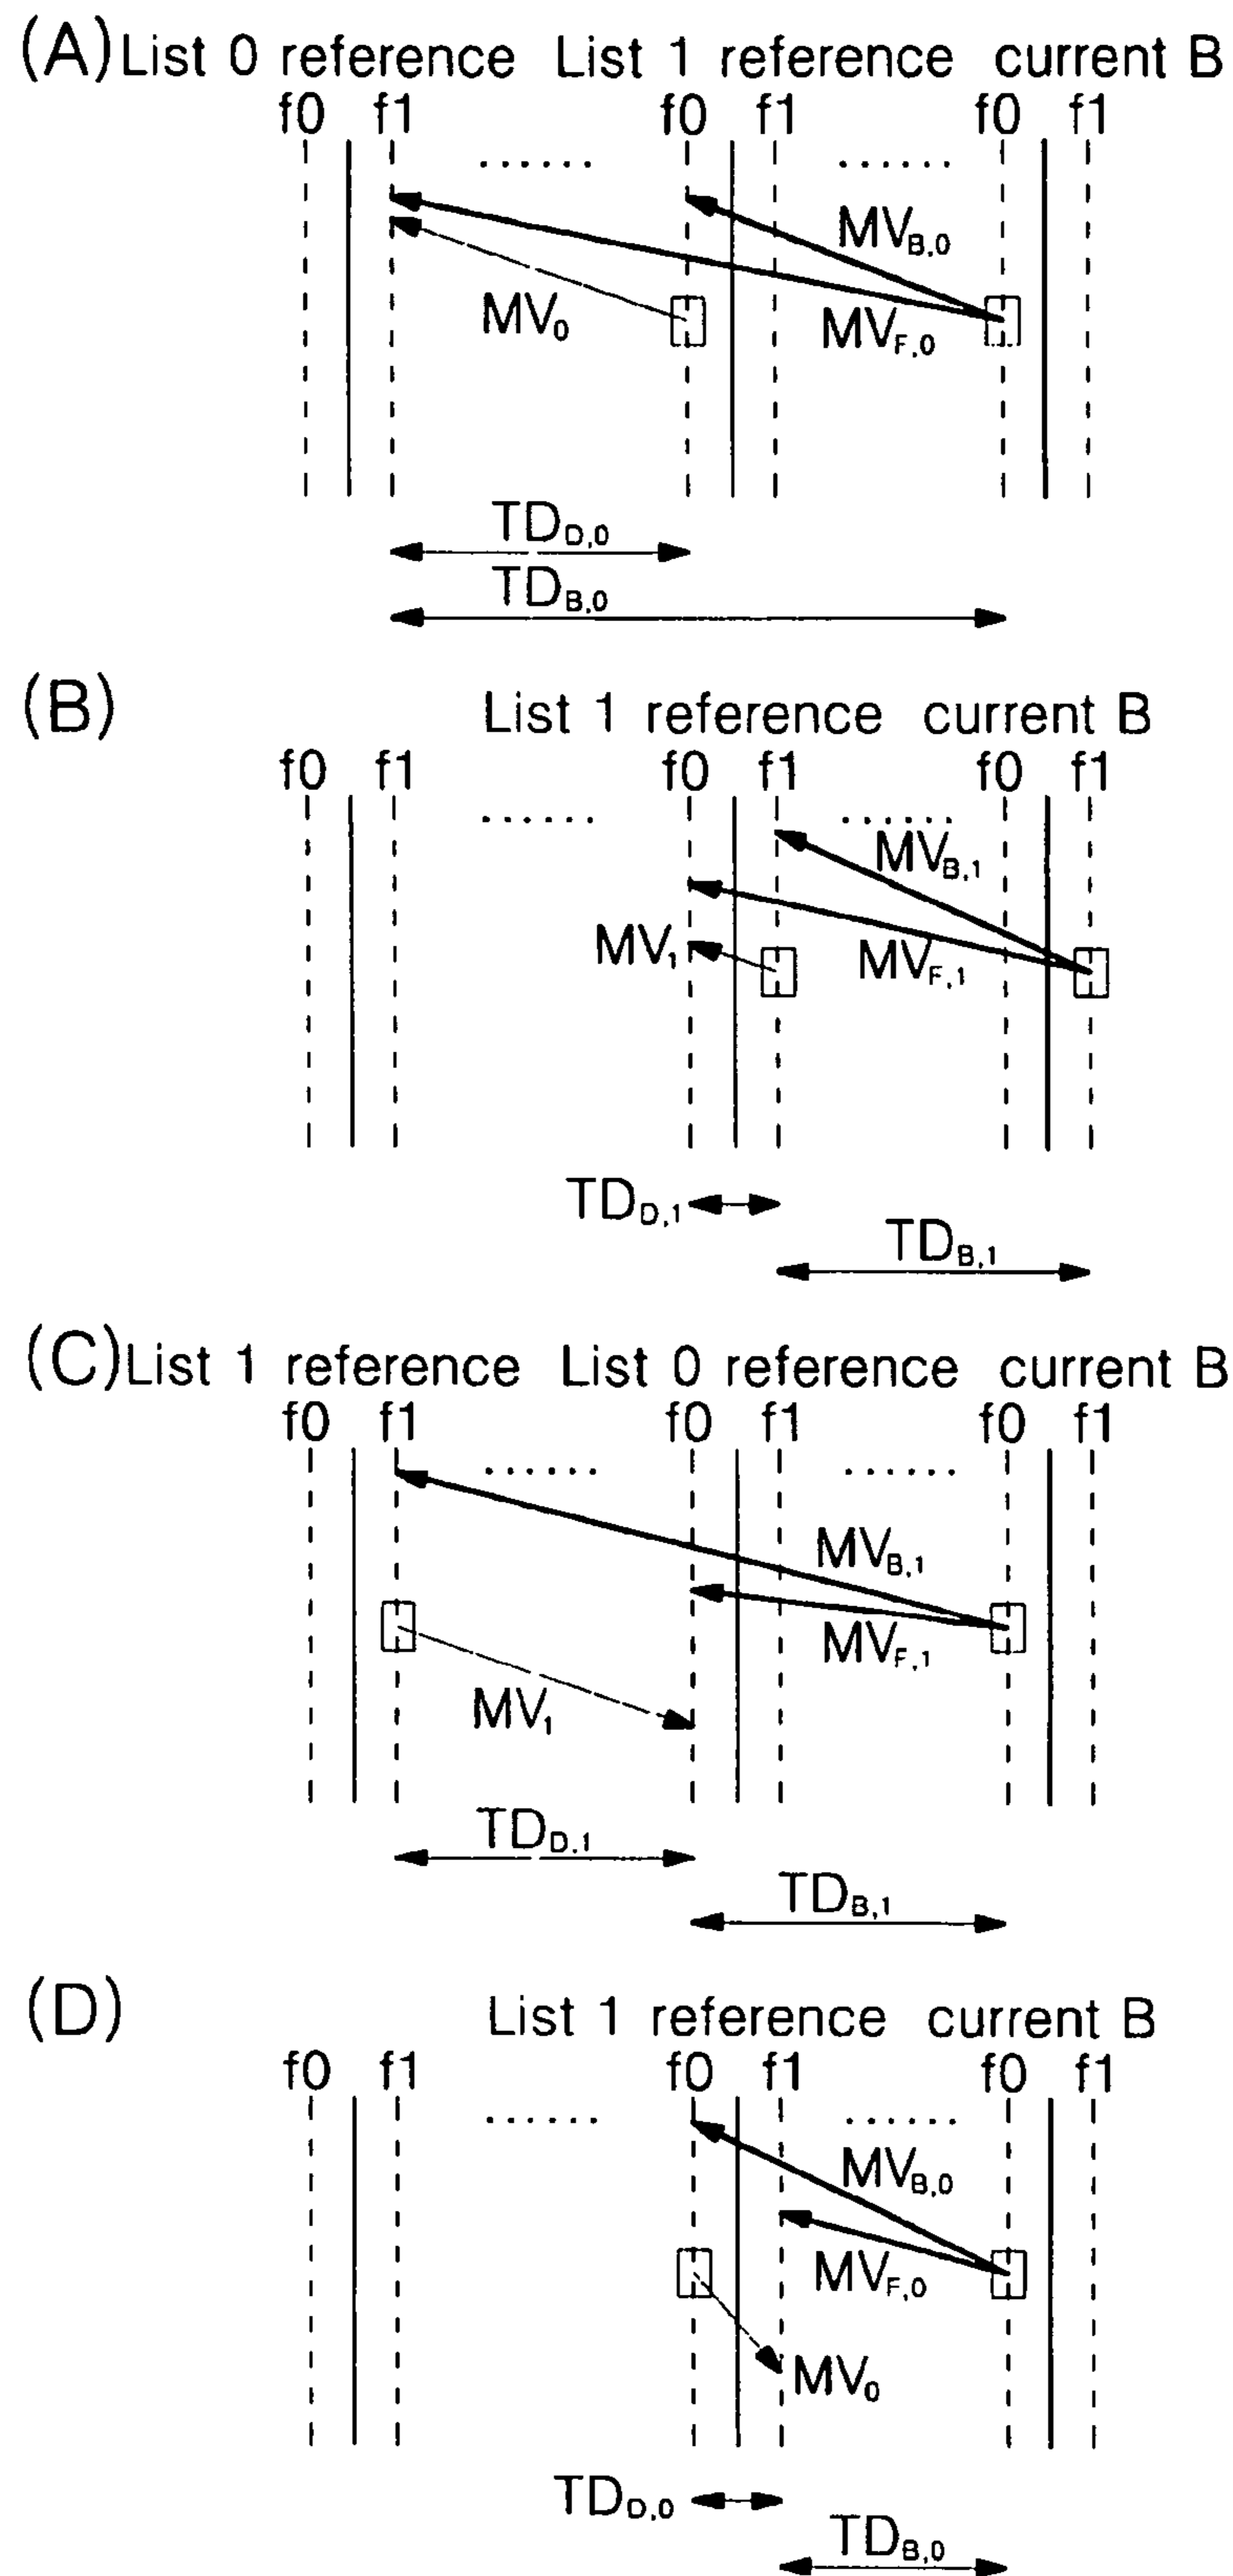 (A) List 0 reference List 1 reference current B
f0 f1 f0 f1 f0 f1
...... ......
MV_B,0
MV_0 MV_F,0
TD_D,0
TD_B,0
(B) List 1 reference current B
f0 f1 f0 f1 f0 f1
...... ......
MV_B,1
MV_1 MV_F,1
TD_D,1
TD_B,1
(C) List 1 reference List 0 reference current B
f0 f1 f0 f1 f0 f1
...... ......
MV_B,1
MV_F,1
MV_1
TD_D,1
TD_B,1
(D) List 1 reference current B
f0 f1 f0 f1 f0 f1
...... ......
MV_B,0
MV_F,0
MV_0
TD_D,0
TD_B,0